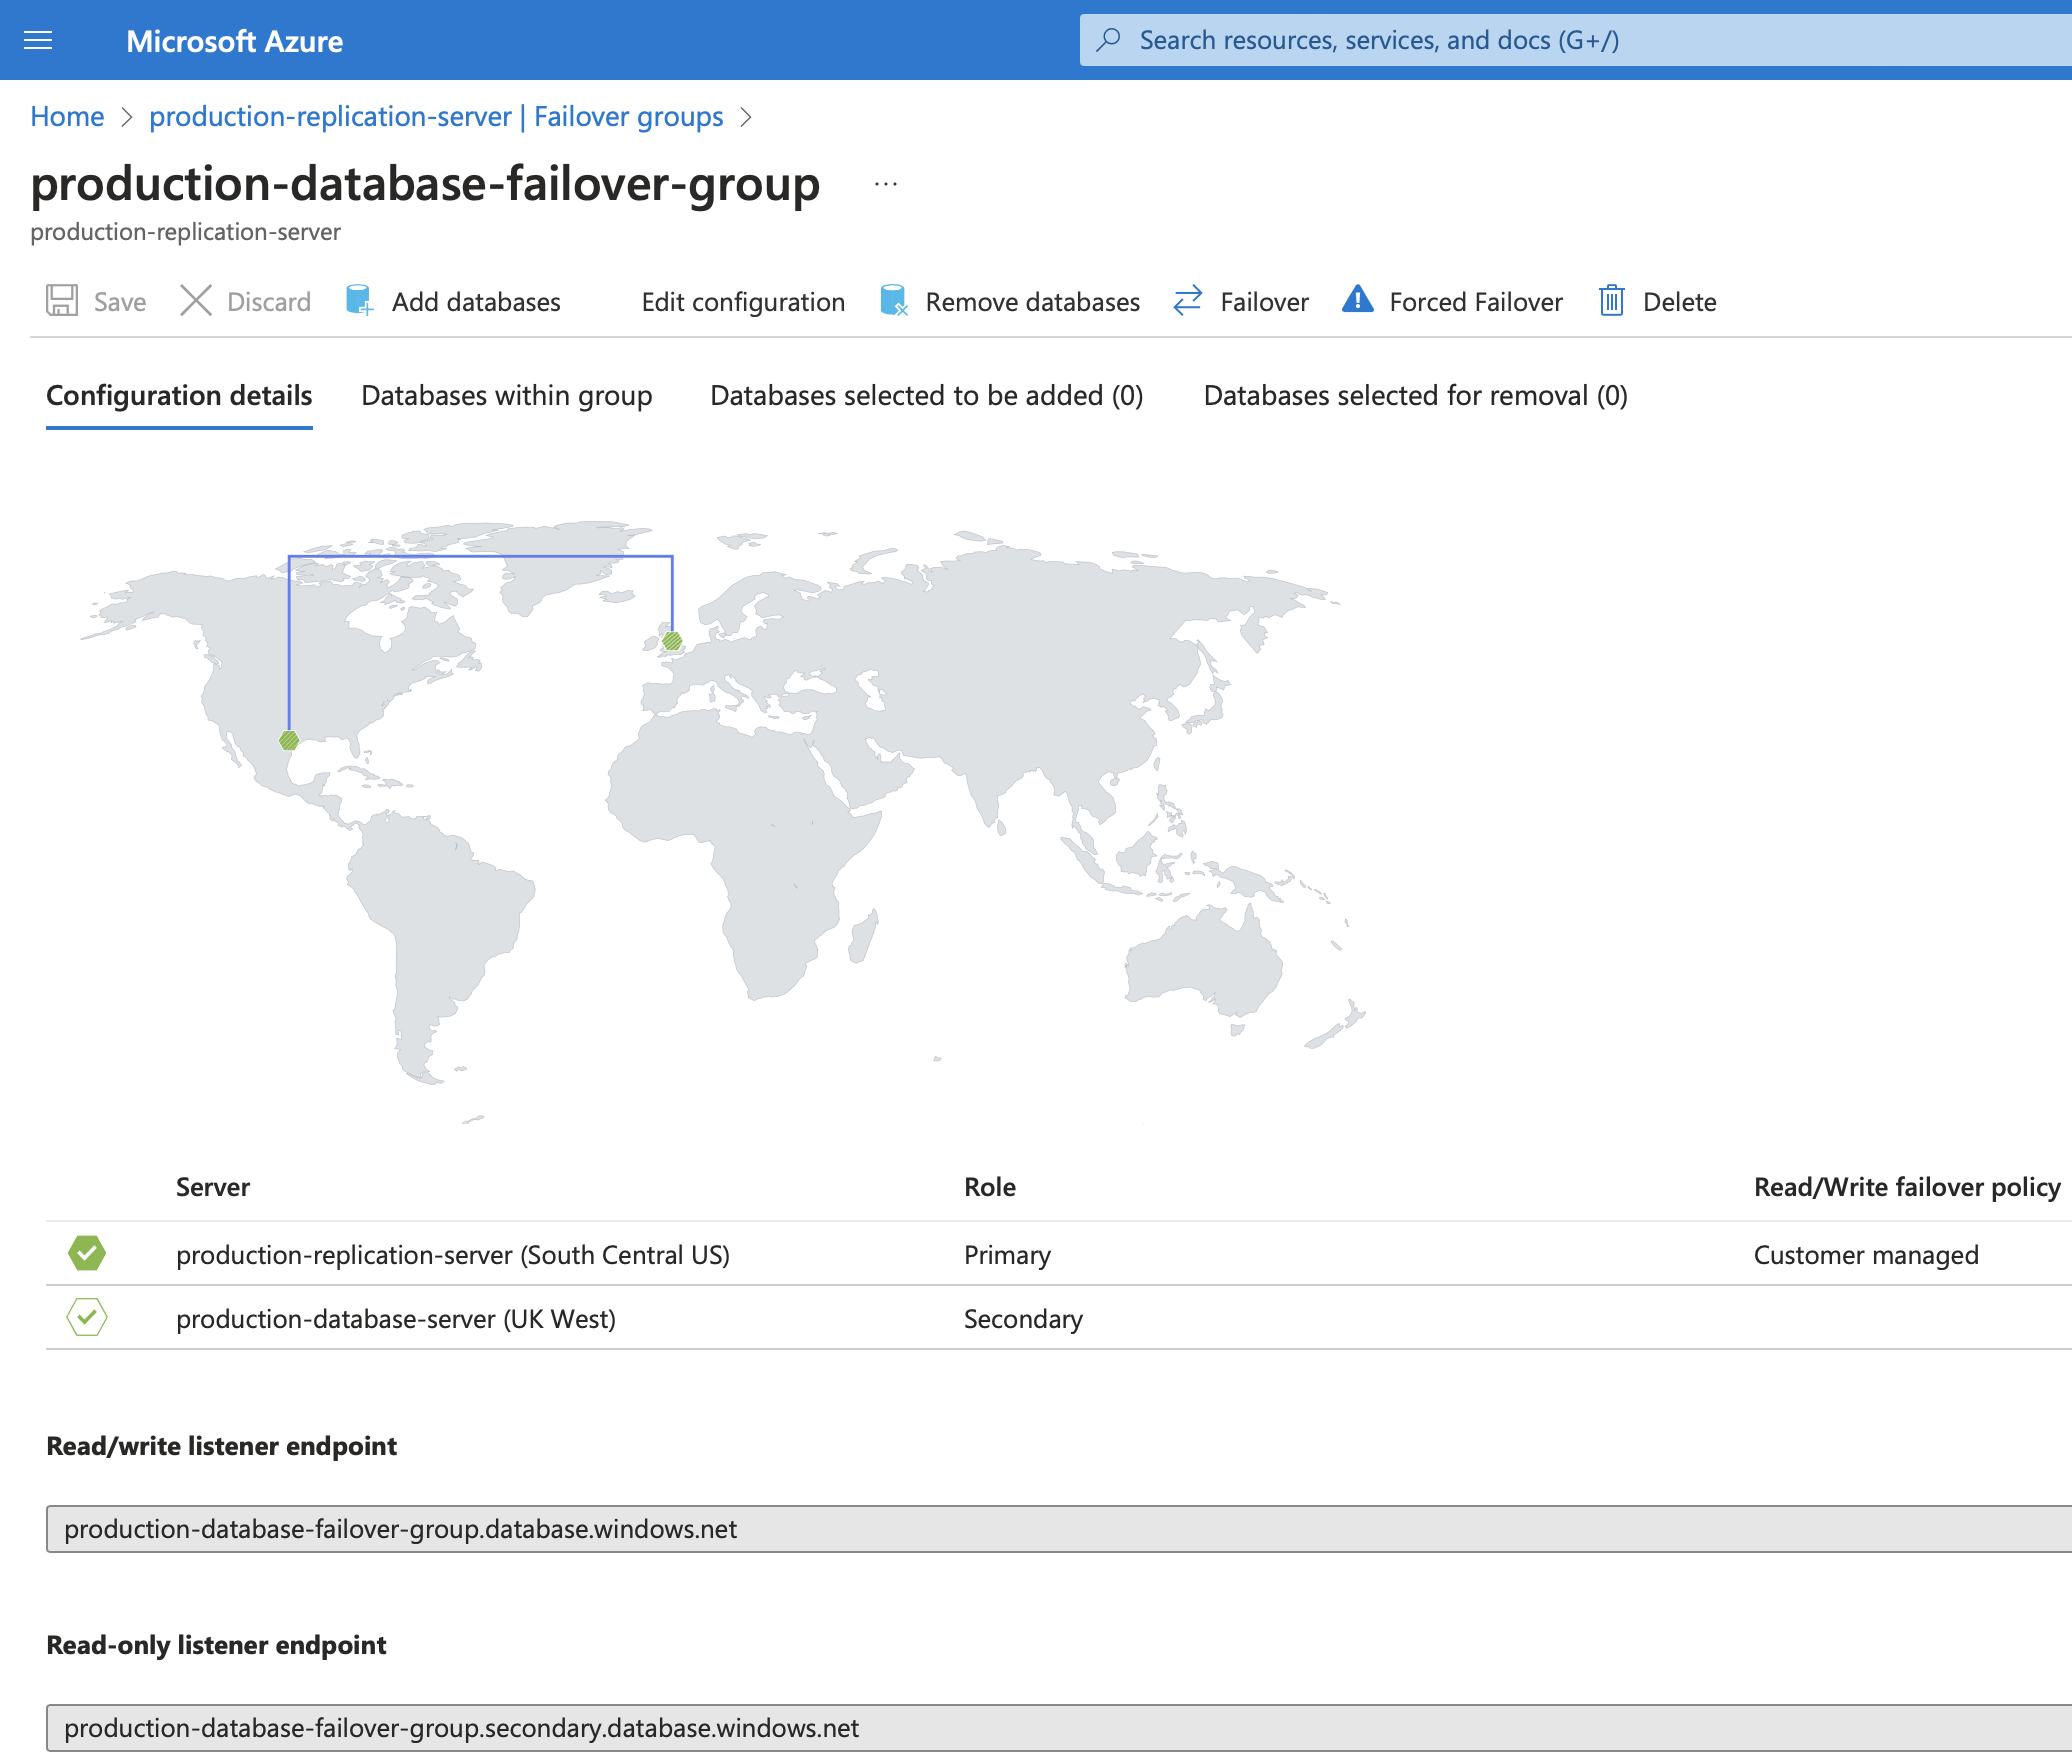 Microsoft Azure
Search resources, services, and docs (G+/)
Home > production-replication-server | Failover groups >
production-database-failover-group ...
production-replication-server
Save Discard Add databases Edit configuration Remove databases Failover Forced Failover Delete
Configuration details Databases within group Databases selected to be added (0) Databases selected for removal (0)
Server Role Read/Write failover policy
production-replication-server (South Central US) Primary Customer managed
production-database-server (UK West) Secondary
Read/write listener endpoint
production-database-failover-group.database.windows.net
Read-only listener endpoint
production-database-failover-group.secondary.database.windows.net